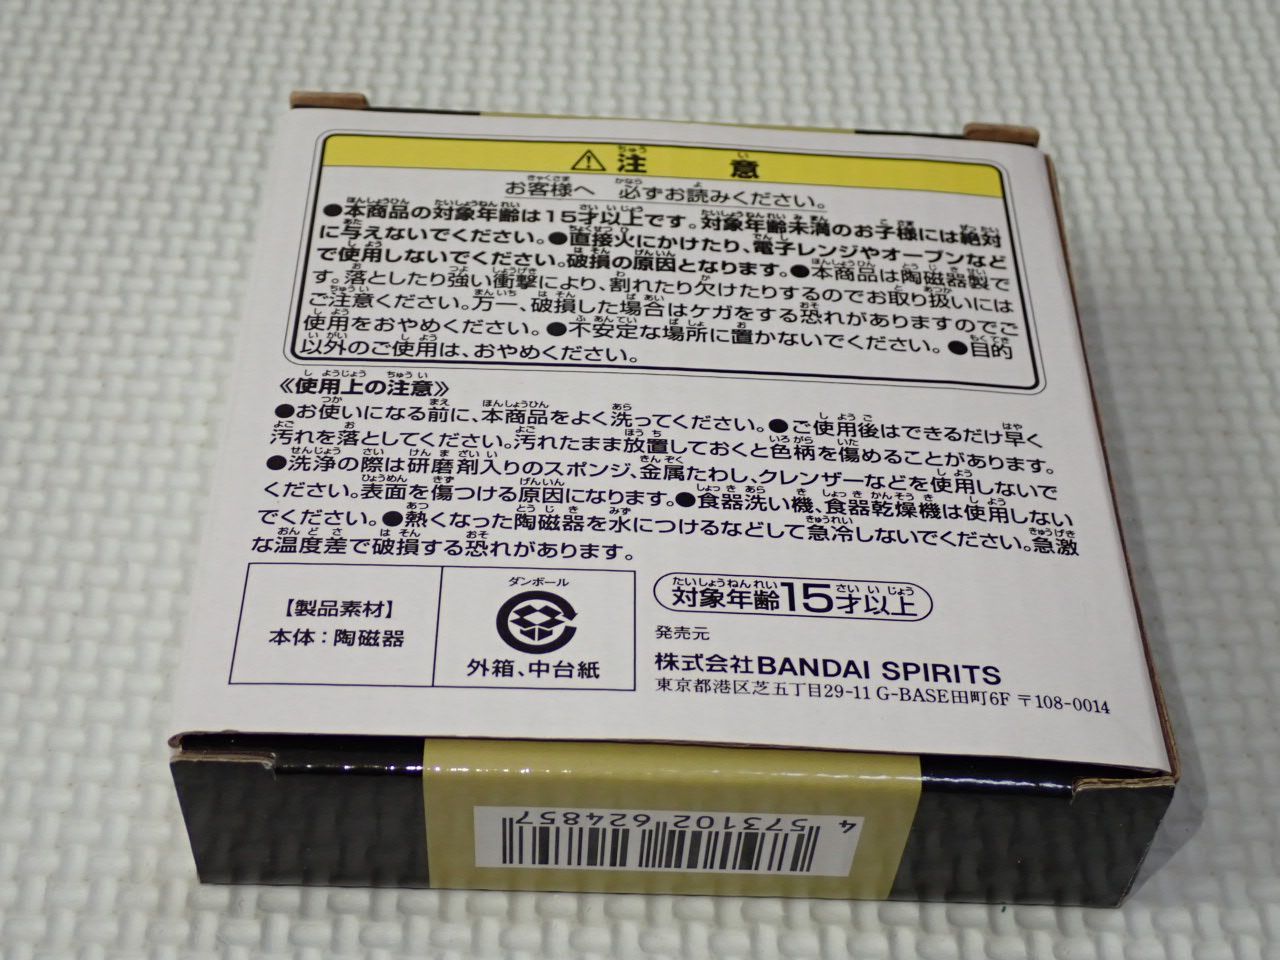 ⚠注意
お客様へ 必ずお読みください。
●本商品の対象年齢は15才以上です。対象年齢未満のお子様には絶対
に与えないでください。●直接火にかけたり、電子レンジやオーブンなど
で使用しないでください。破損の原因となります。●本商品は陶磁器製で
す。落としたり強い衝撃により、割れたり欠けたりするのでお取り扱いには
ご注意ください。万一、破損した場合はケガをする恐れがありますのでご
使用をおやめください。●不安定な場所に置かないでください。●目的
以外のご使用は、おやめください。
《使用上の注意》
●お使いになる前に、本商品をよく洗ってください。●ご使用後はできるだけ早く
汚れを落としてください。汚れたまま放置しておくと色柄を傷めることがあります。
●洗浄の際は研磨剤入りのスポンジ、金属たわし、クレンザーなどを使用しないで
ください。表面を傷つける原因になります。●食器洗い機、食器乾燥機は使用しない
でください。●熱くなった陶磁器を水につけるなどして急冷しないでください。急激
な温度差で破損する恐れがあります。
【製品素材】
本体：陶磁器
ダンボール
外箱、中台紙
対象年齢15才以上
発売元
株式会社BANDAI SPIRITS
東京都港区芝五丁目29-11 G-BASE田町6F 〒108-0014
4573102624857